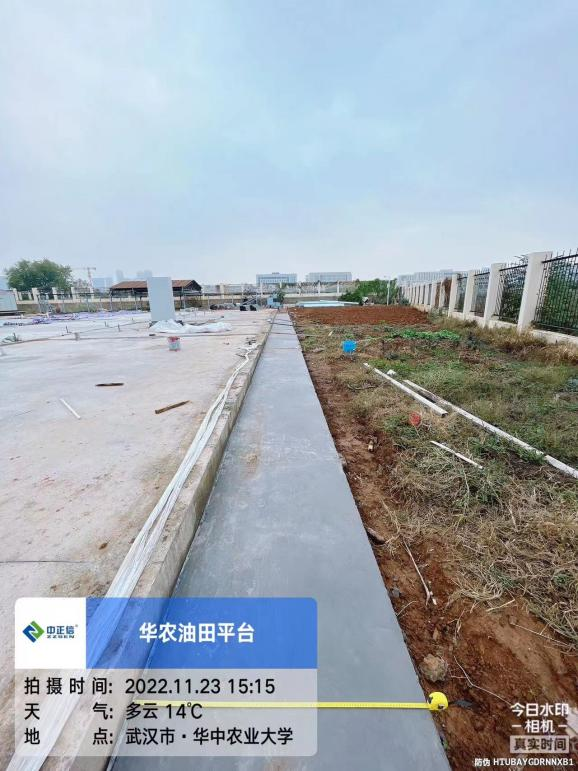 中正信®
ZZSEN
华农油田平台
拍摄时间: 2022.11.23 15:15
天气: 多云 14℃
地点: 武汉市·华中农业大学
今日水印
相机
真实时间
防伪 HTUBAYGDRNNXB1